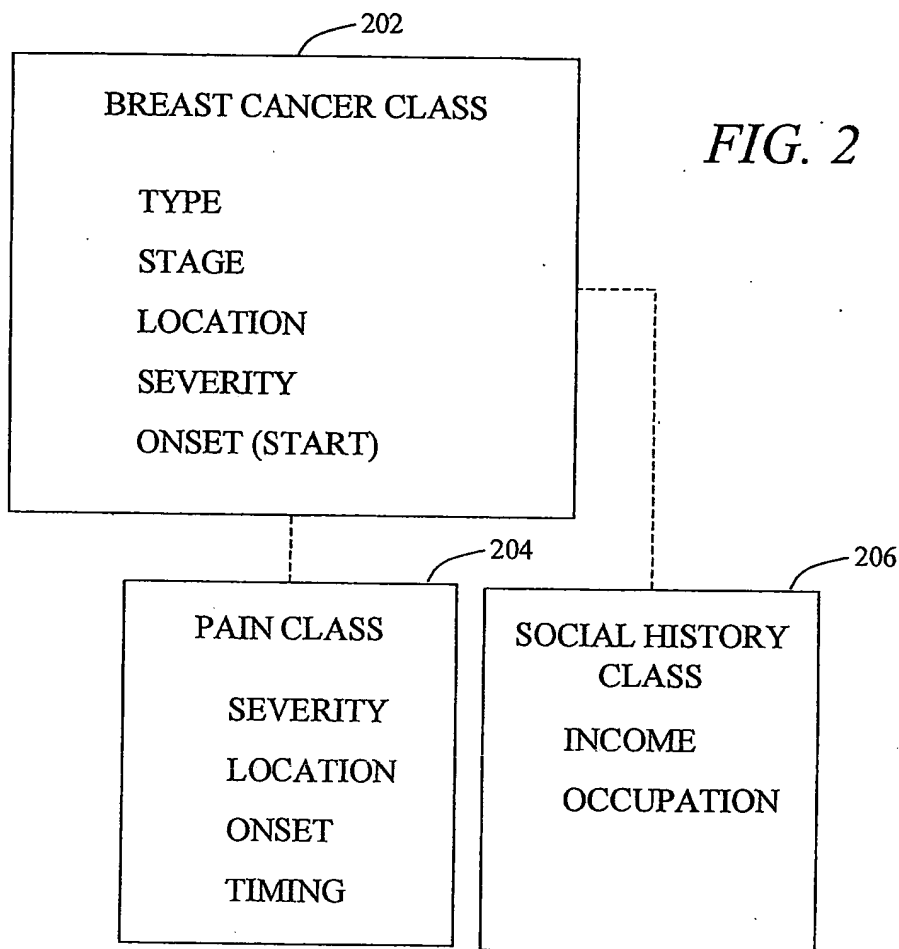 202
BREAST CANCER CLASS
FIG. 2
TYPE
STAGE
LOCATION
SEVERITY
ONSET (START)
204
206
PAIN CLASS
SEVERITY
LOCATION
ONSET
TIMING
SOCIAL HISTORY
CLASS
INCOME
OCCUPATION